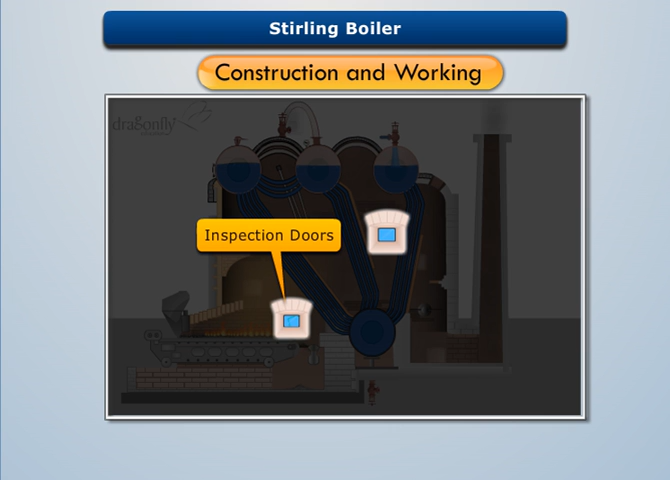 Stirling Boiler
Construction and Working
dragonfly
Inspection Doors